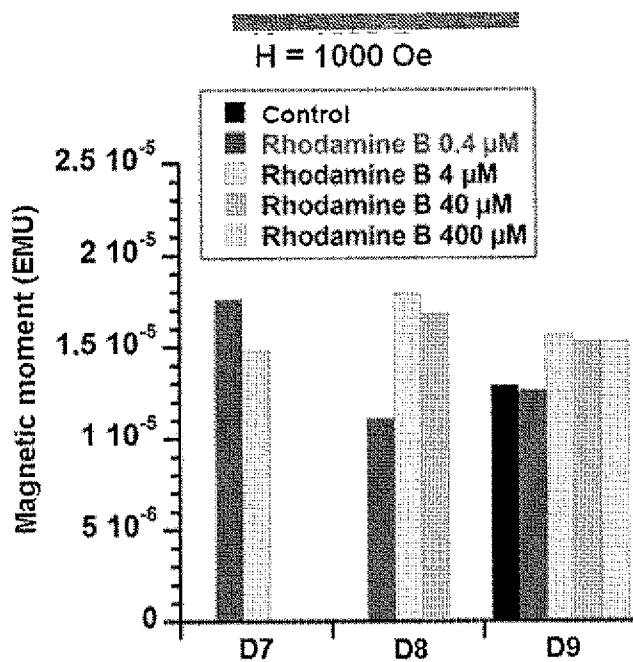 H = 1000 Oe
Control
Rhodamine B 0.4 µM
Rhodamine B 4 µM
Rhodamine B 40 µM
Rhodamine B 400 µM
Magnetic moment (EMU)
2.5 10⁻⁵
2 10⁻⁵
1.5 10⁻⁵
1 10⁻⁵
5 10⁻⁶
0
D7 D8 D9